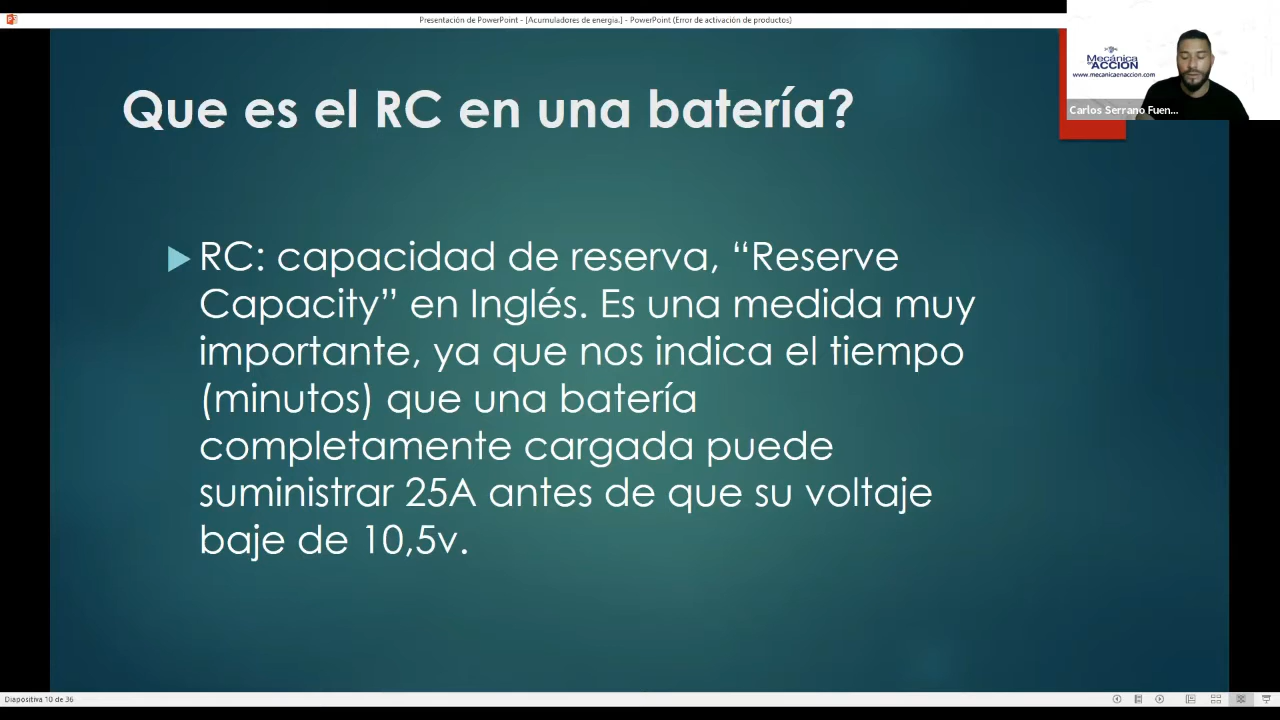 Presentación de PowerPoint - [Acumuladores de energia.] - PowerPoint (Error de activación de productos)
Mecánica
en ACCIÓN
www.mecanicaenaccion.com
Carlos Serrano Fuen...
Que es el RC en una batería?
RC: capacidad de reserva, “Reserve
Capacity” en Inglés. Es una medida muy
importante, ya que nos indica el tiempo
(minutos) que una batería
completamente cargada puede
suministrar 25A antes de que su voltaje
baje de 10,5v.
Diapositiva 10 de 36